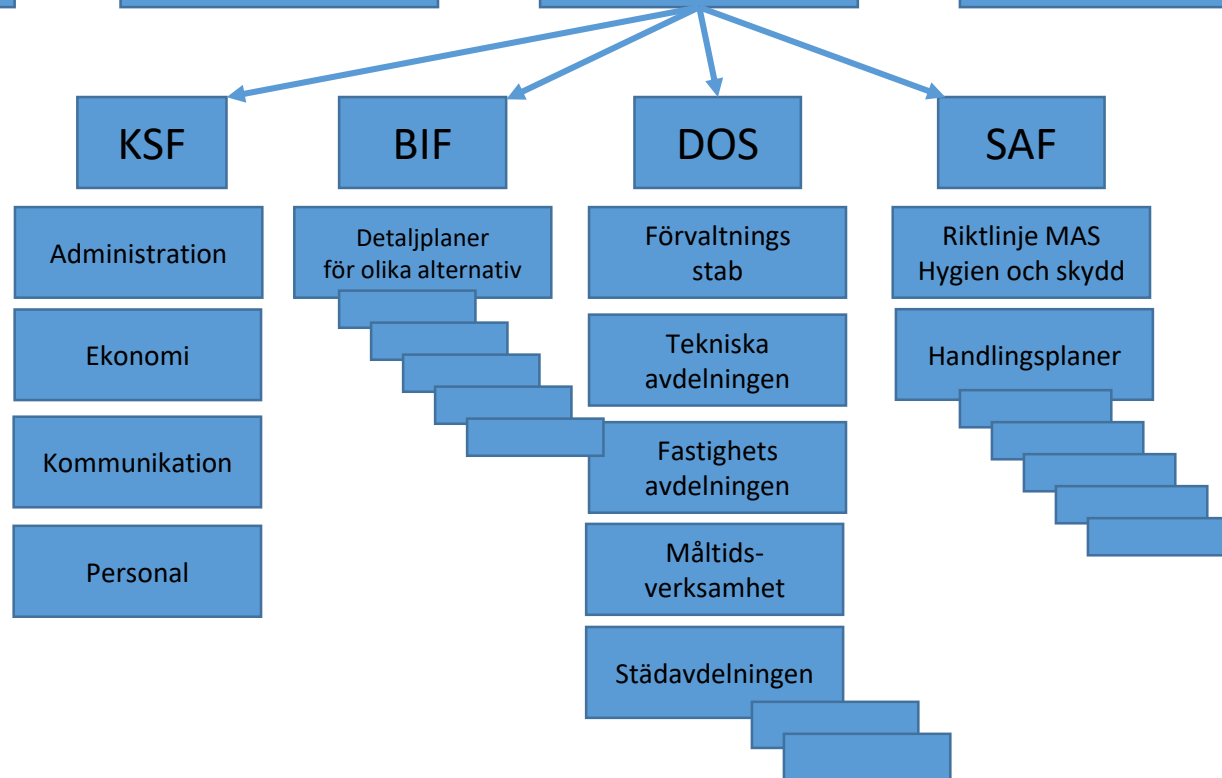 KSF
BIF
DOS
SAF
Administration
Ekonomi
Kommunikation
Personal
Detaljplaner
för olika alternativ
Förvaltnings
stab
Tekniska
avdelningen
Fastighets
avdelningen
Måltids-
verksamhet
Städavdelningen
Riktlinje MAS
Hygien och skydd
Handlingsplaner